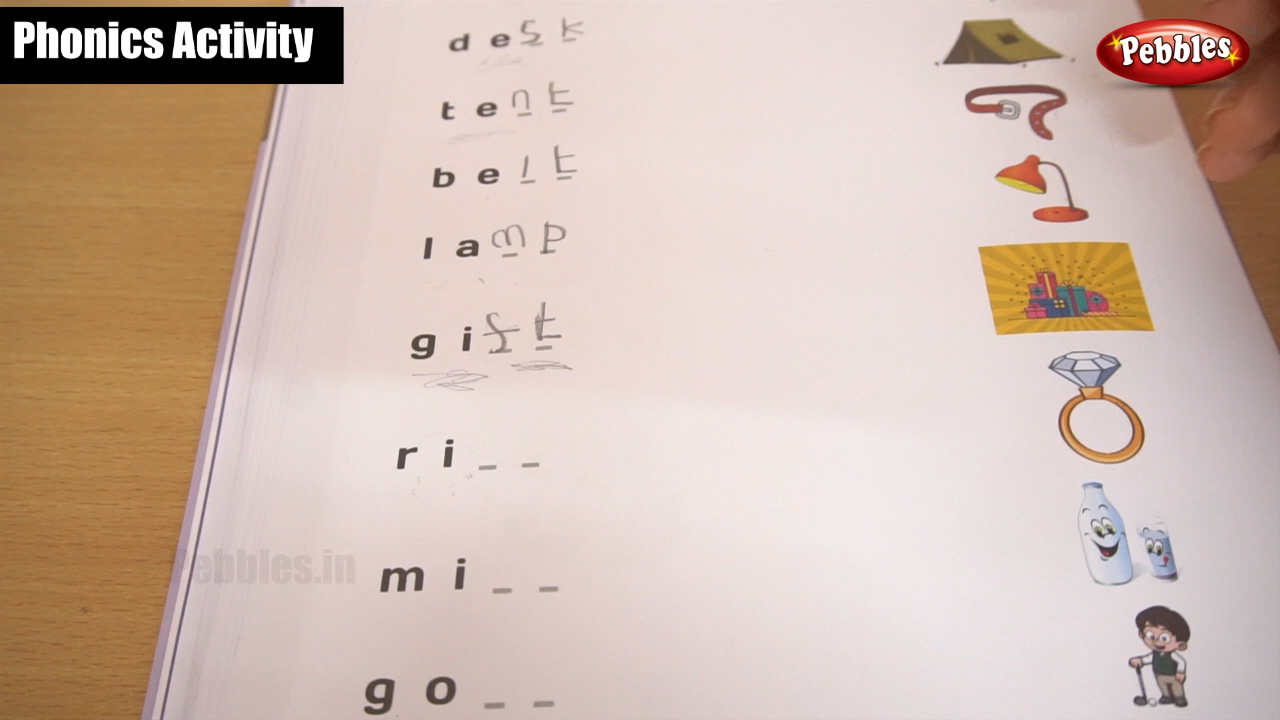 Phonics Activity
Pebbles
d e s k
t e n t
b e l t
l a m p
g i f t
r i _ _
m i _ _
g o _ _
Pebbles.in